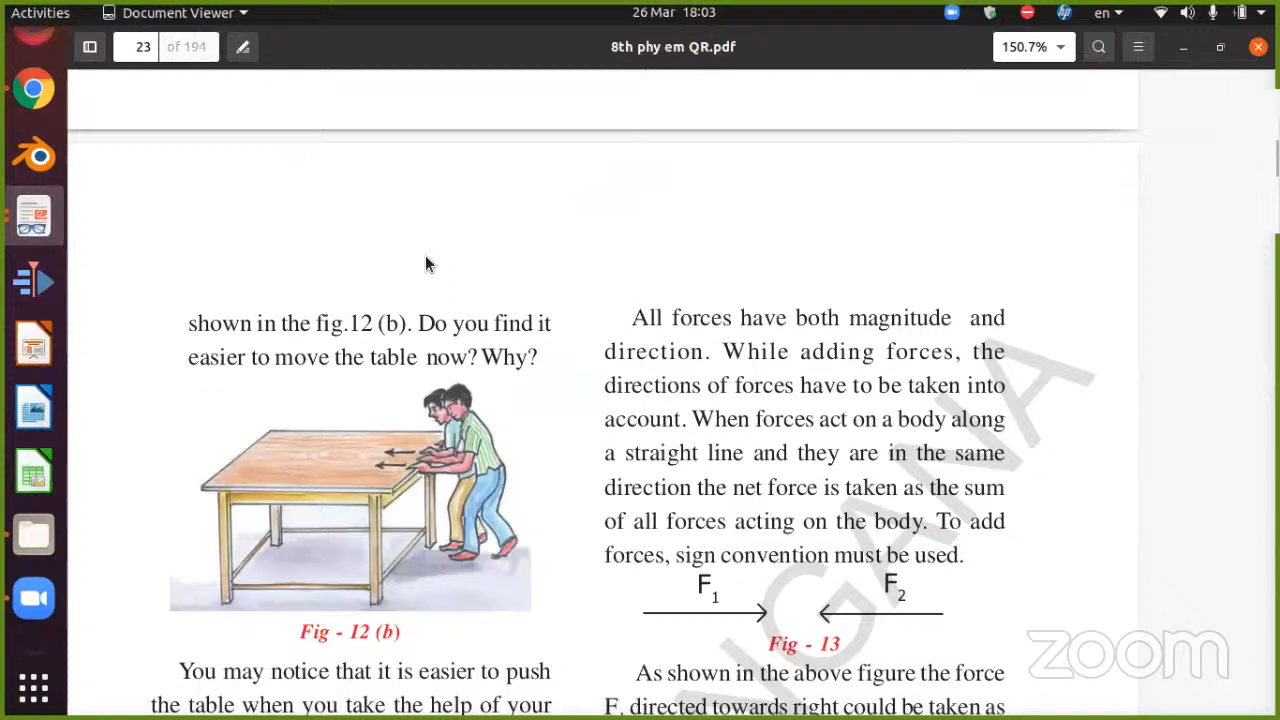 Activities
Document Viewer
26 Mar 18:03
en
23 of 194
8th phy em QR.pdf
150.7%
shown in the fig.12 (b). Do you find it
easier to move the table now? Why?
Fig - 12 (b)
You may notice that it is easier to push
the table when you take the help of your
All forces have both magnitude and
direction. While adding forces, the
directions of forces have to be taken into
account. When forces act on a body along
a straight line and they are in the same
direction the net force is taken as the sum
of all forces acting on the body. To add
forces, sign convention must be used.
F1 F2
Fig - 13
As shown in the above figure the force
F1 directed towards right could be taken as
NGANA
zoom